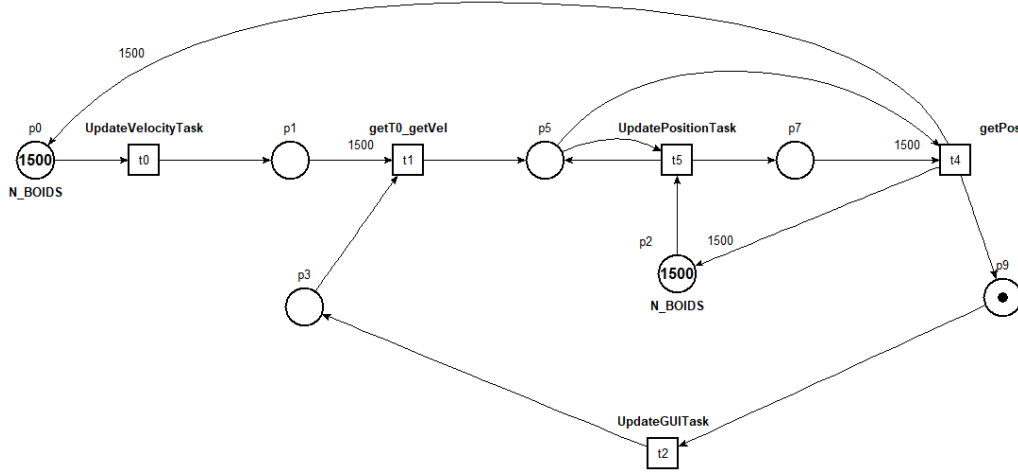 1500
p0
UpdateVelocityTask
p1
getT0_getVel
p5
UpdatePositionTask
p7
getPos
1500
t0
1500
t1
t5
1500
t4
N_BOIDS
p2
1500
p9
p3
1500
N_BOIDS
UpdateGUITask
t2